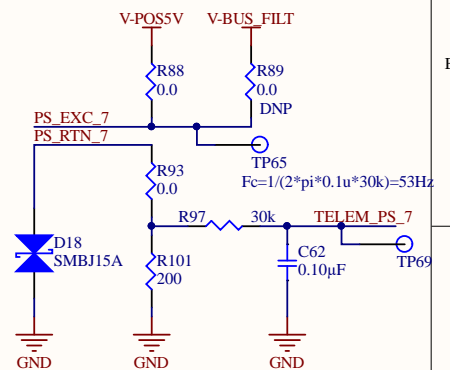 V-POS5V V-BUS_FILT
R88
0.0
R89
0.0
DNP
PS_EXC_7
PS_RTN_7
TP65
R93
0.0
Fc=1/(2*pi*0.1u*30k)=53Hz
R97 30k TELEM_PS_7
D18
SMBJ15A
R101
200
C62
0.10µF
TP69
GND GND GND